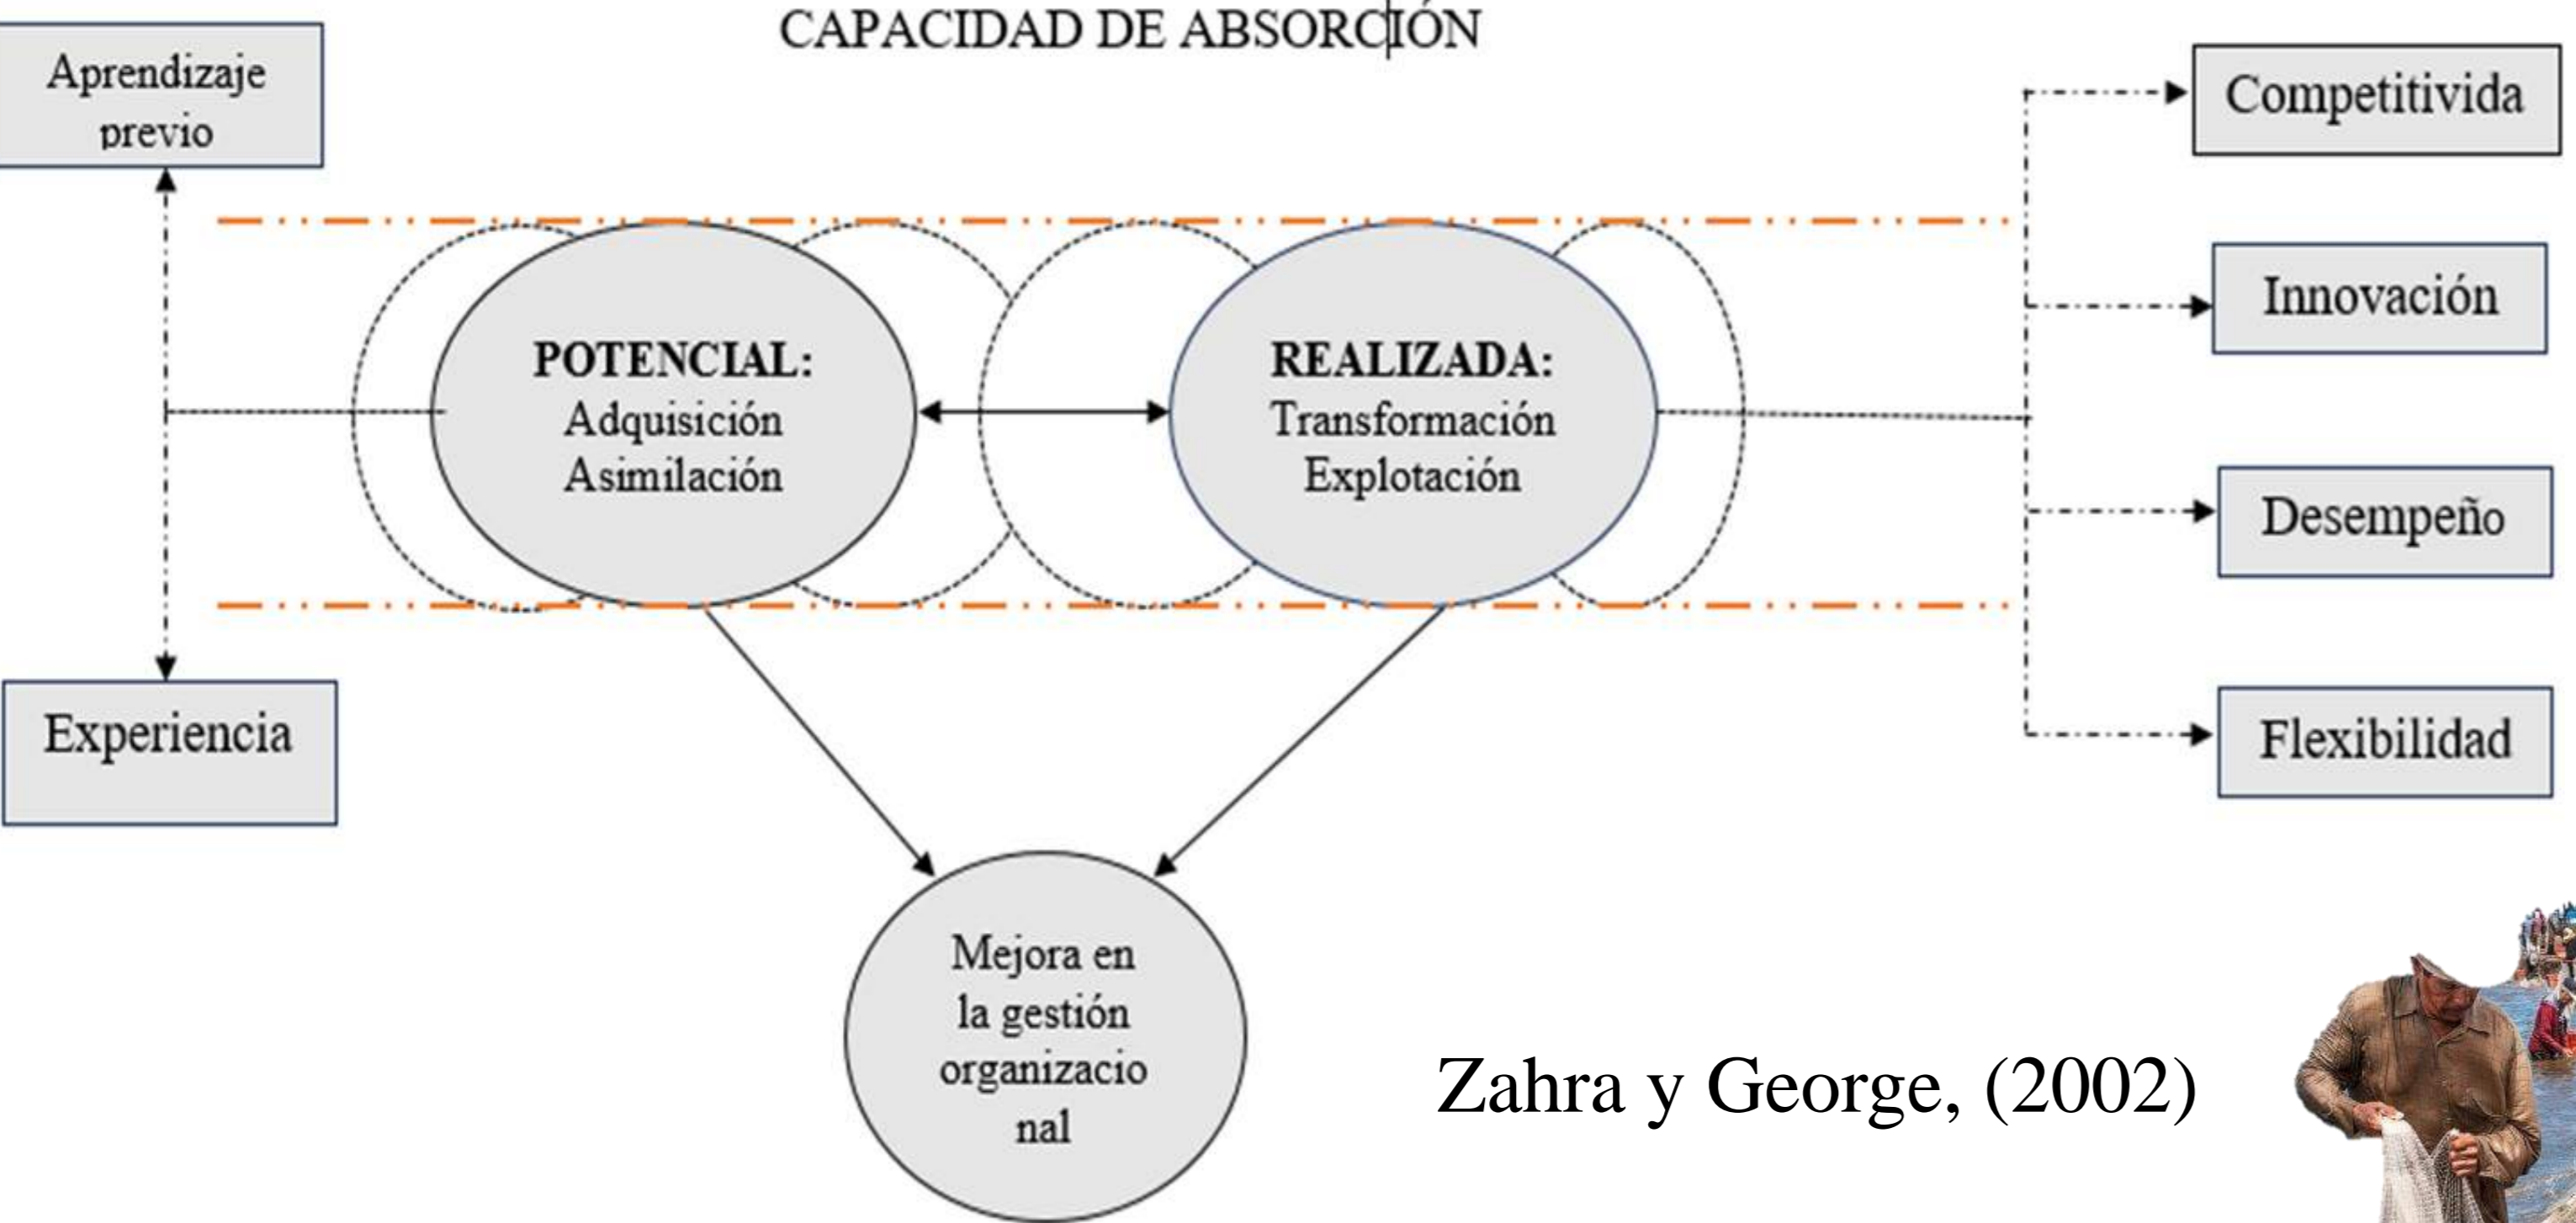 CAPACIDAD DE ABSORCIÓN
Aprendizaje
previo
Experiencia
POTENCIAL:
Adquisición
Asimilación
REALIZADA:
Transformación
Explotación
Competitivida
Innovación
Desempeño
Flexibilidad
Mejora en
la gestión
organizacio
nal
Zahra y George, (2002)